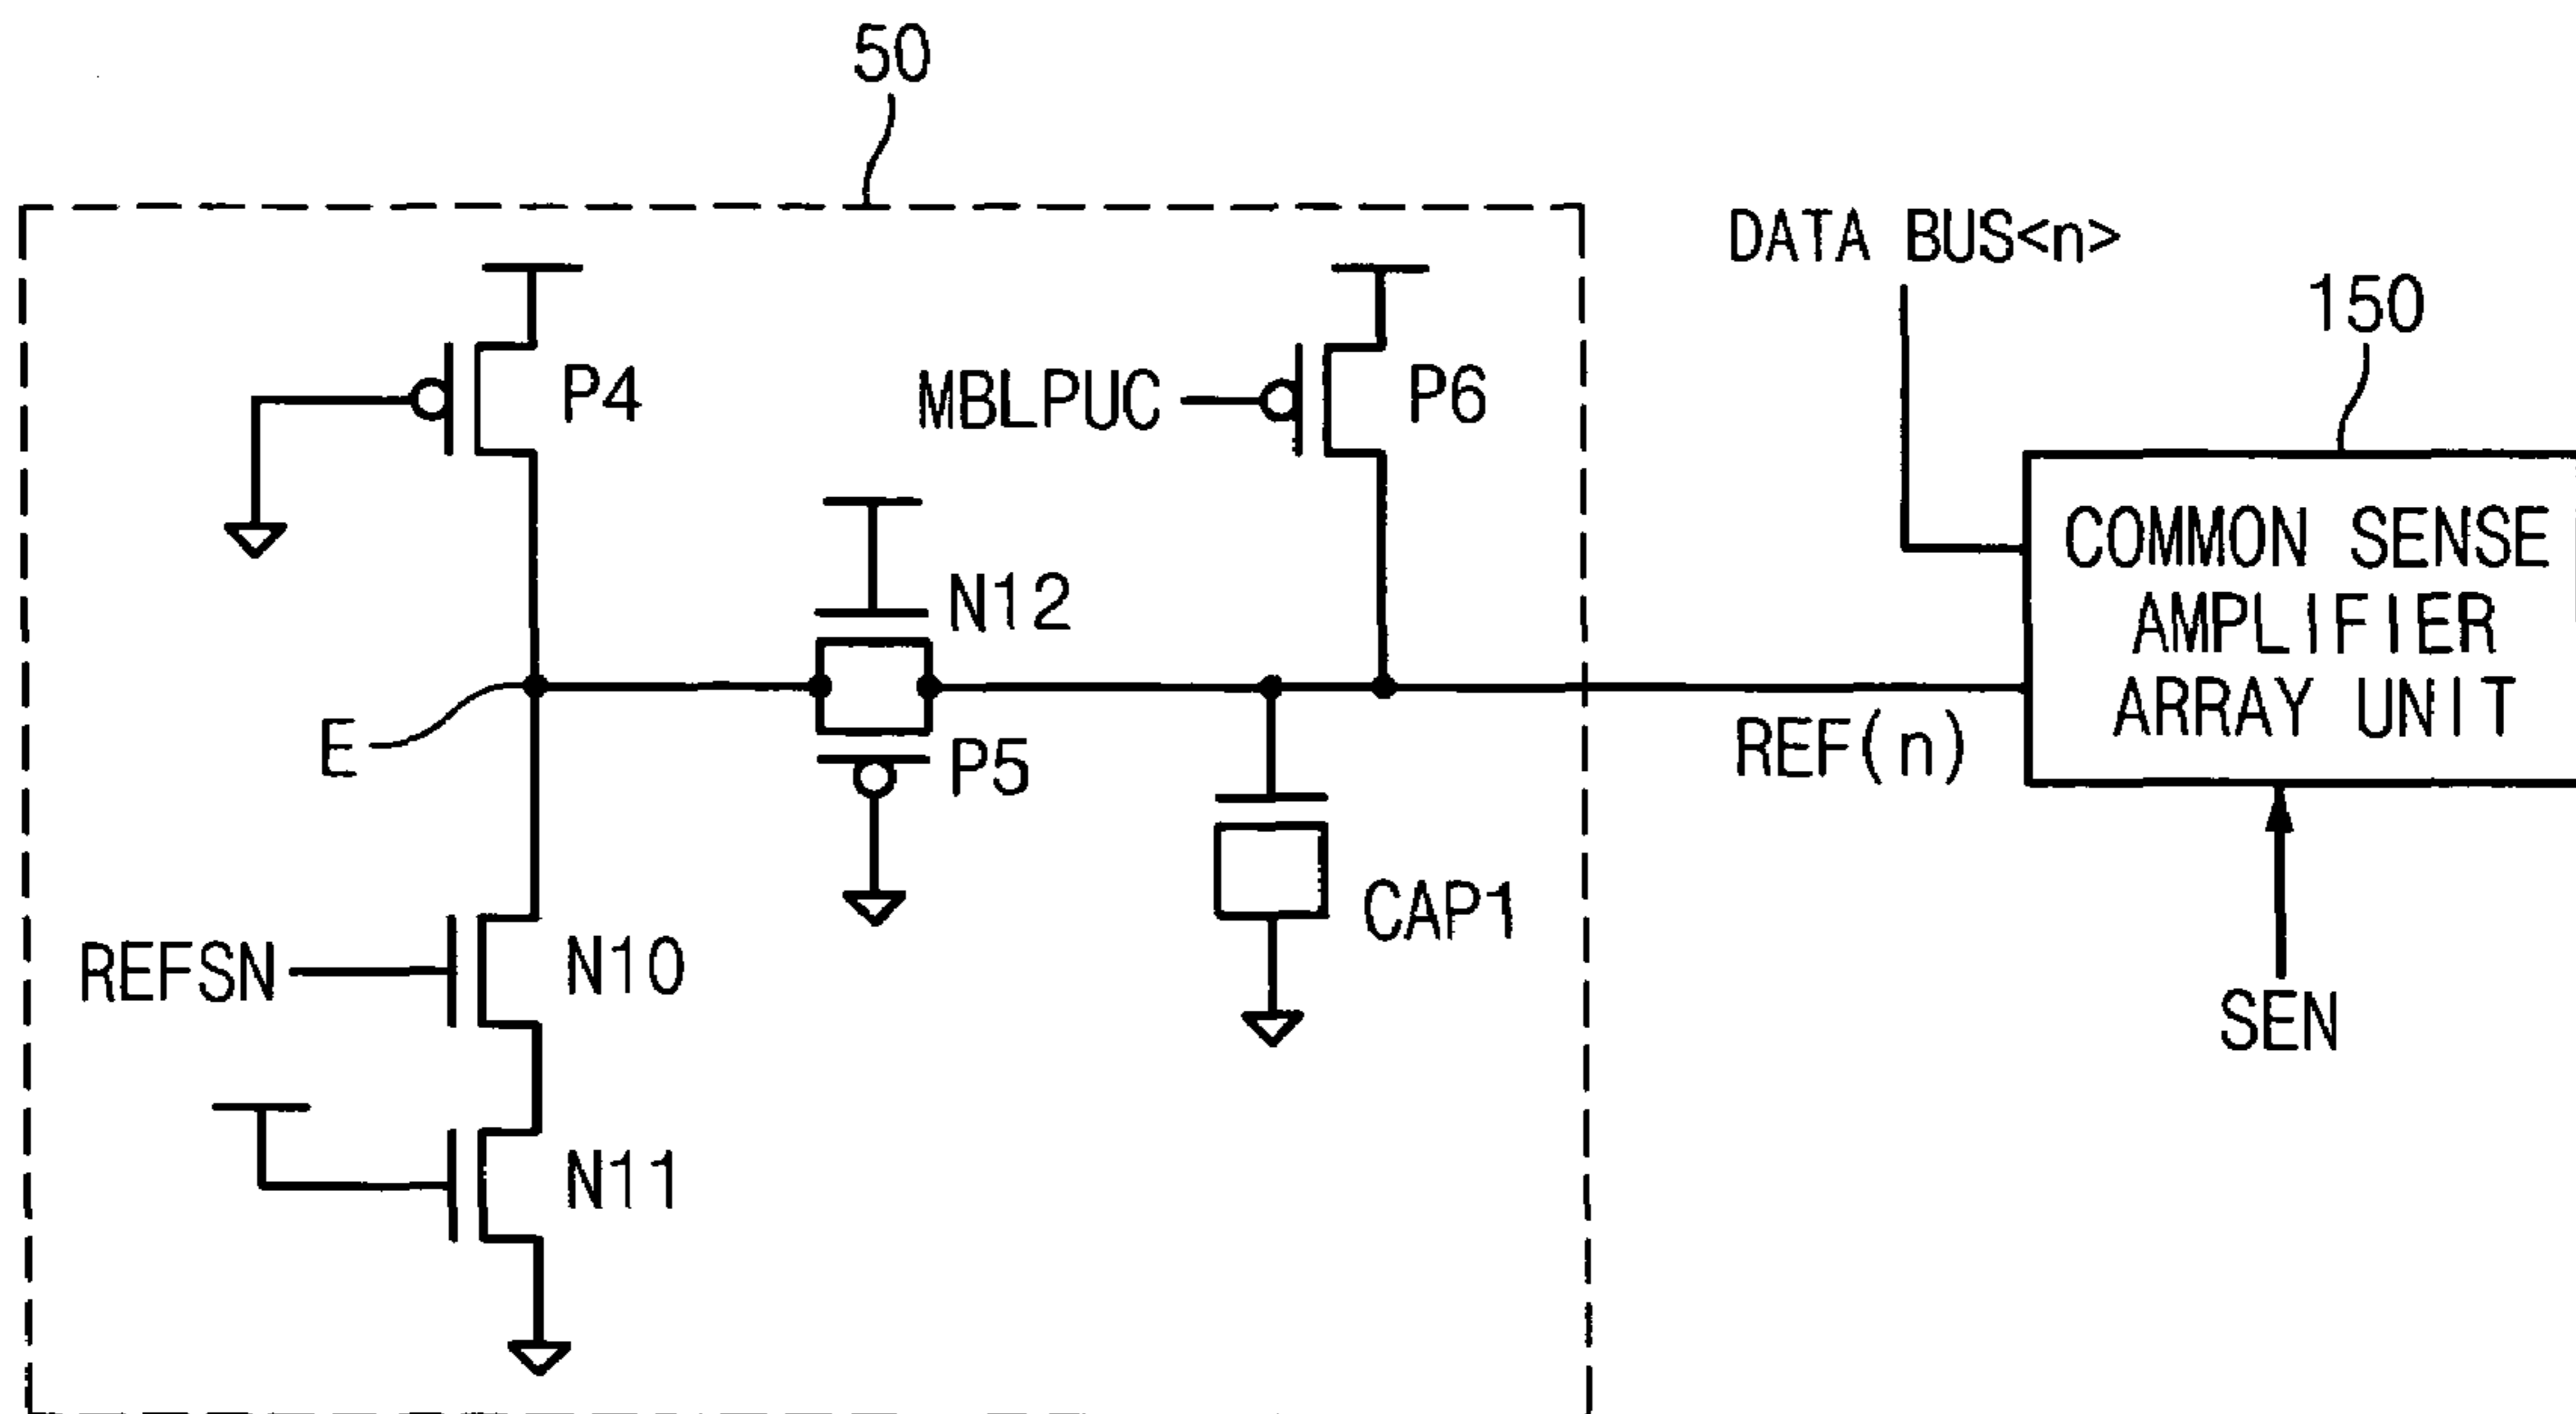 50
DATA BUS<n>
150
P4
MBLPUC
P6
COMMON SENSE
AMPLIFIER
ARRAY UNIT
N12
E
P5
REF(n)
CAP1
REFSN
N10
SEN
N11